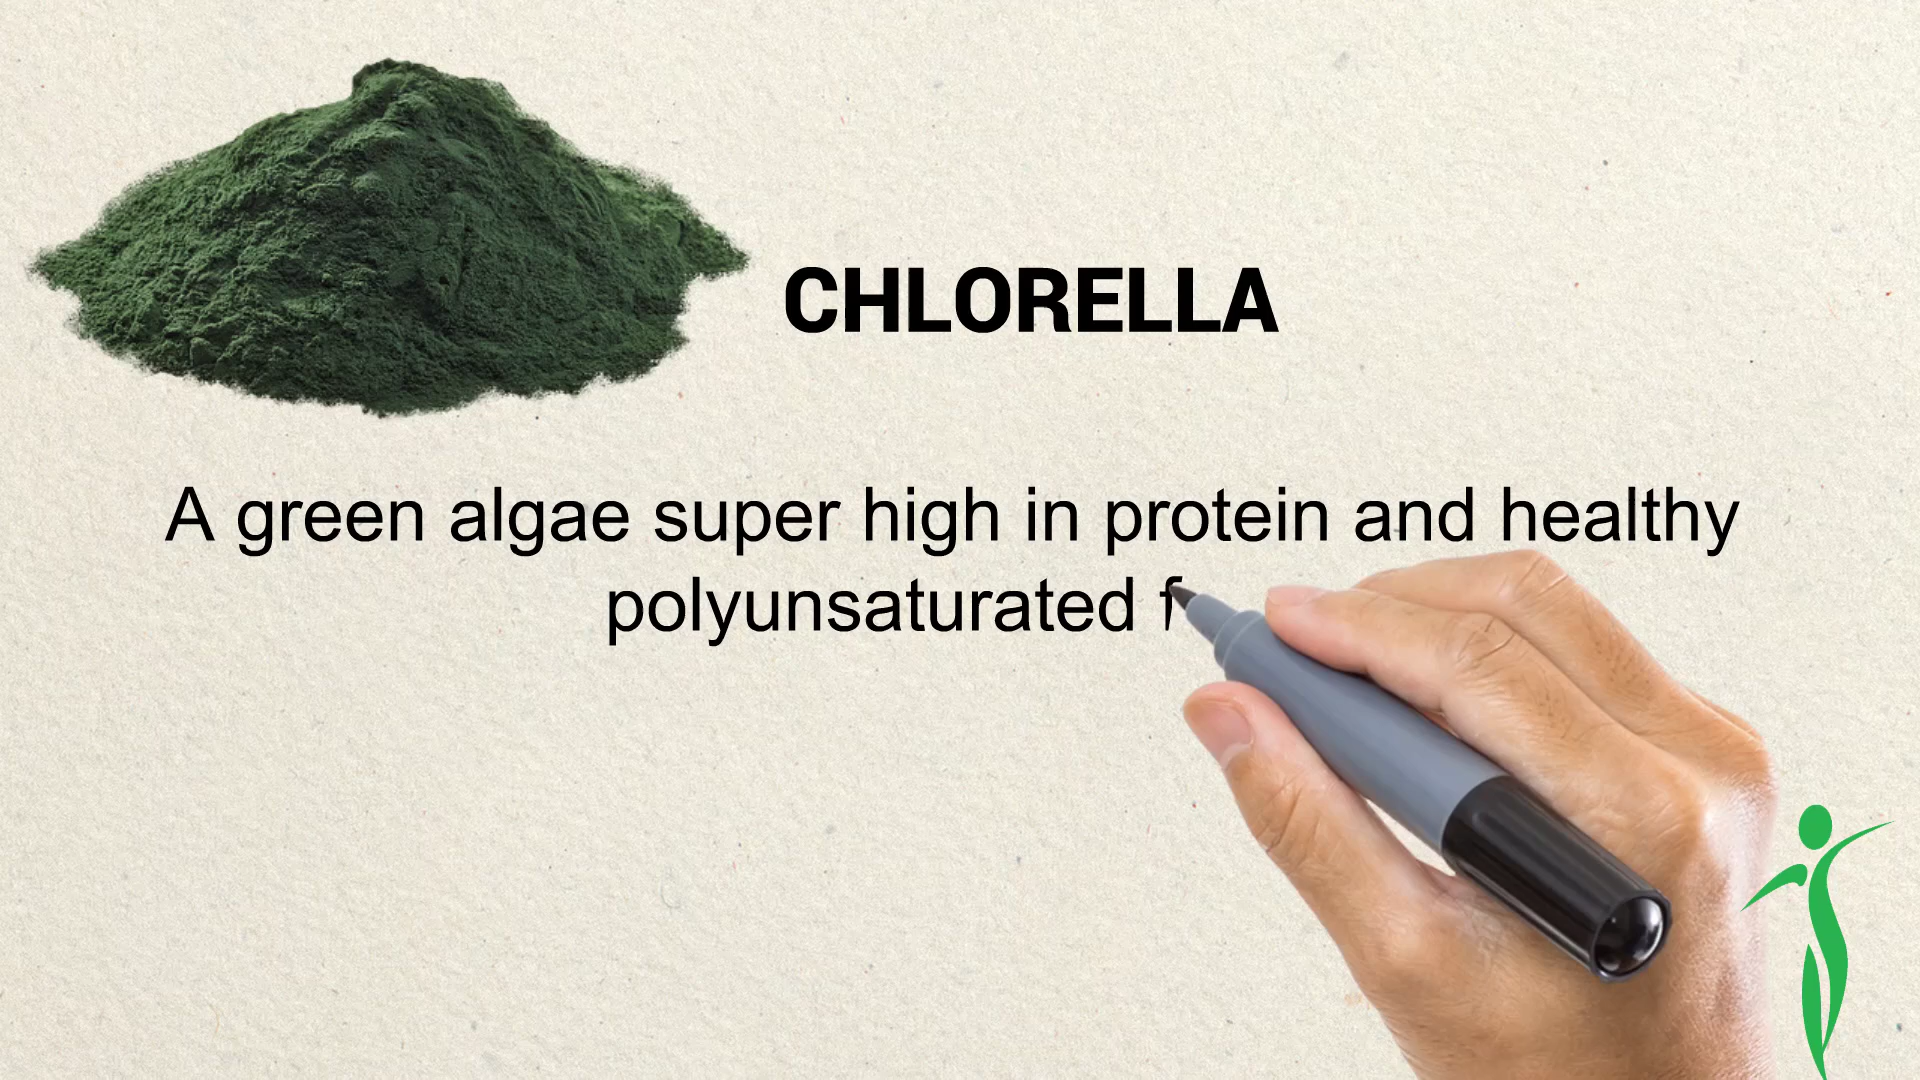 CHLORELLA
A green algae super high in protein and healthy
polyunsaturated f